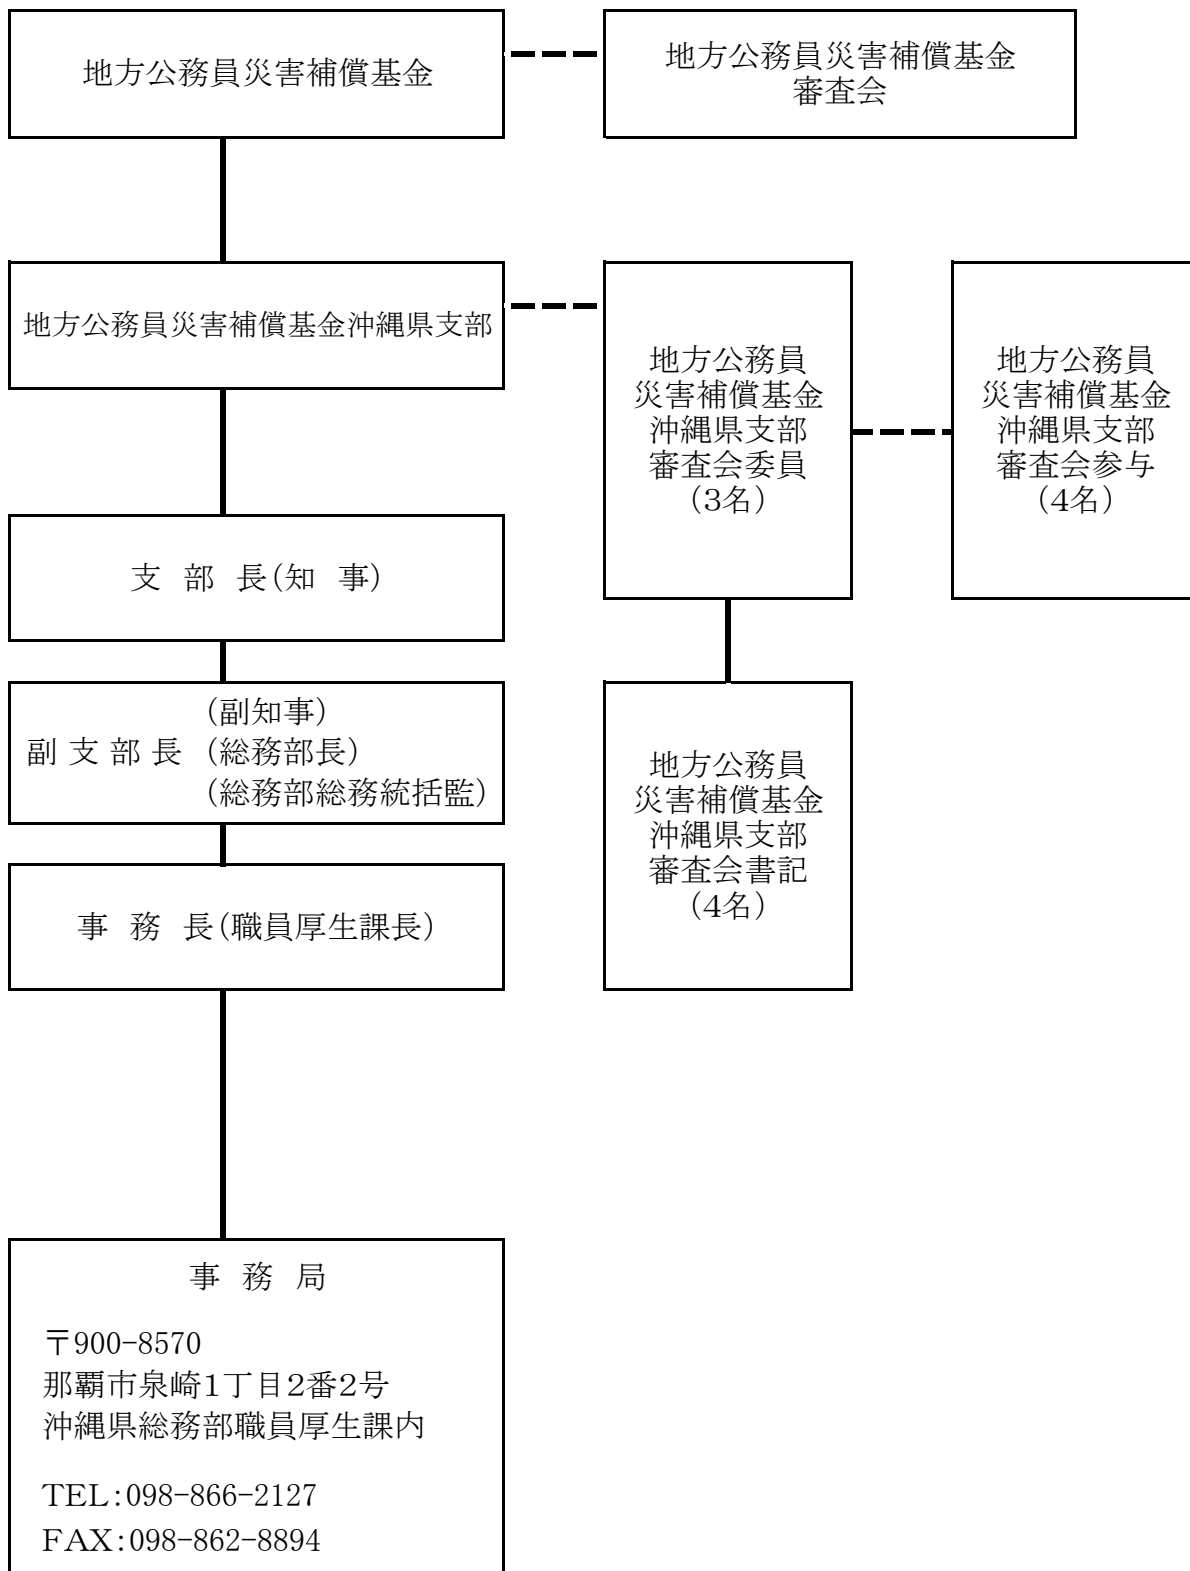 地方公務員災害補償基金
地方公務員災害補償基金
審査会
地方公務員災害補償基金沖縄県支部
地方公務員
災害補償基金
沖縄県支部
審査会委員
(3名)
地方公務員
災害補償基金
沖縄県支部
審査会参与
(4名)
支 部 長(知 事)
(副知事)
副 支 部 長 (総務部長)
(総務部総務統括監)
地方公務員
災害補償基金
沖縄県支部
審査会書記
(4名)
事 務 長(職員厚生課長)
事 務 局
〒900-8570
那覇市泉崎1丁目2番2号
沖縄県総務部職員厚生課内
TEL:098-866-2127
FAX:098-862-8894